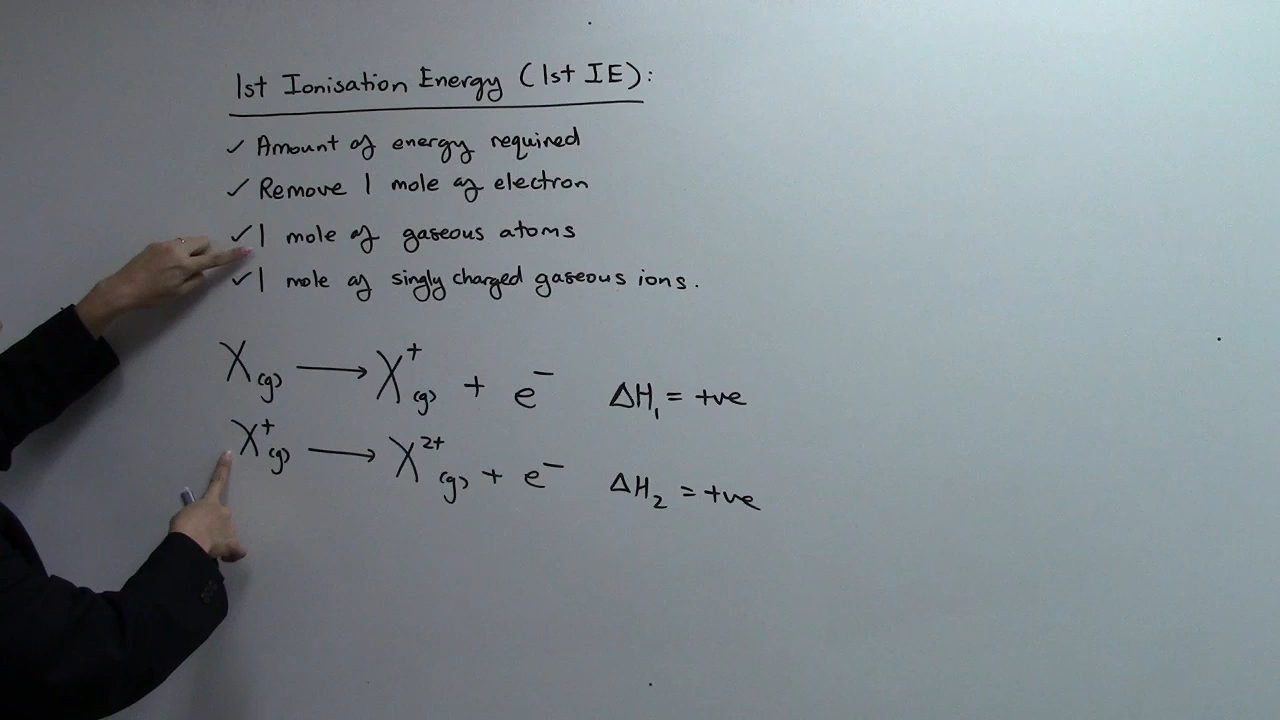 1st Ionisation Energy (1st IE):
✓ Amount of energy required
✓ Remove 1 mole of electron
✓ 1 mole of gaseous atoms
✓ 1 mole of singly charged gaseous ions.
X(g) ⟶ X⁺(g) + e⁻ ΔH₁ = +ve
X⁺(g) ⟶ X²⁺(g) + e⁻ ΔH₂ = +ve